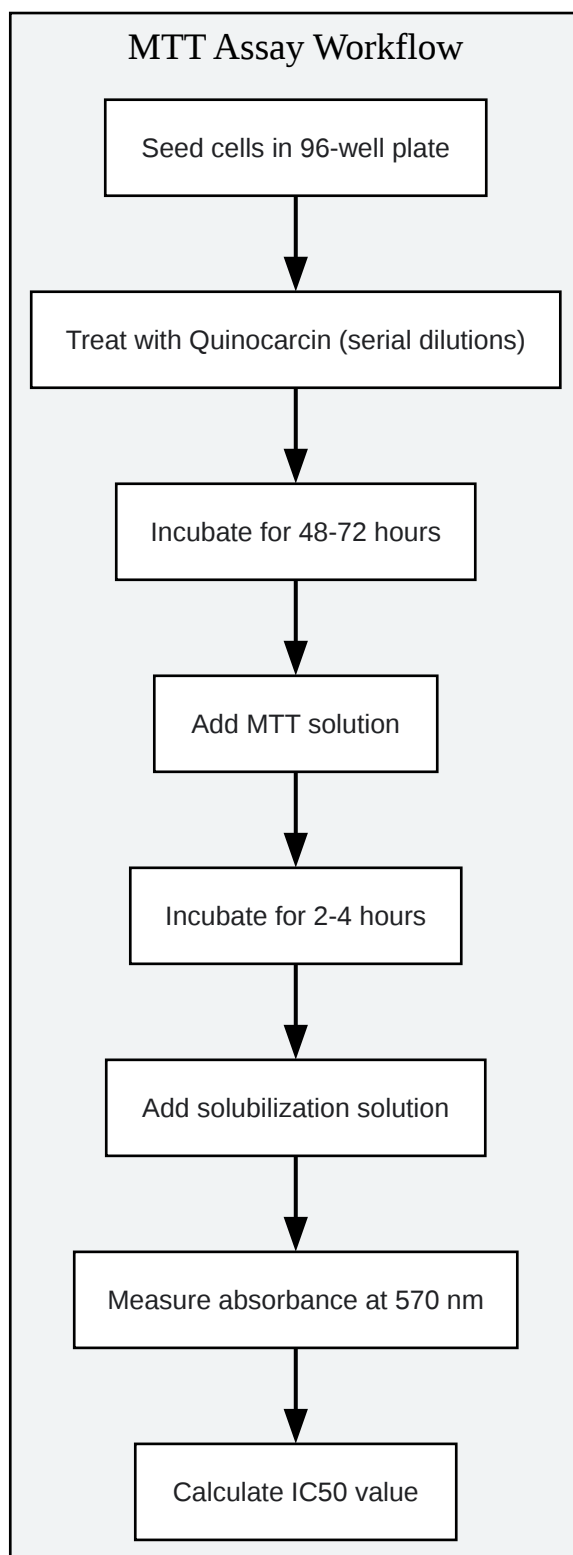 MTT Assay Workflow
Seed cells in 96-well plate
Treat with Quinocarcin (serial dilutions)
Incubate for 48-72 hours
Add MTT solution
Incubate for 2-4 hours
Add solubilization solution
Measure absorbance at 570 nm
Calculate IC50 value